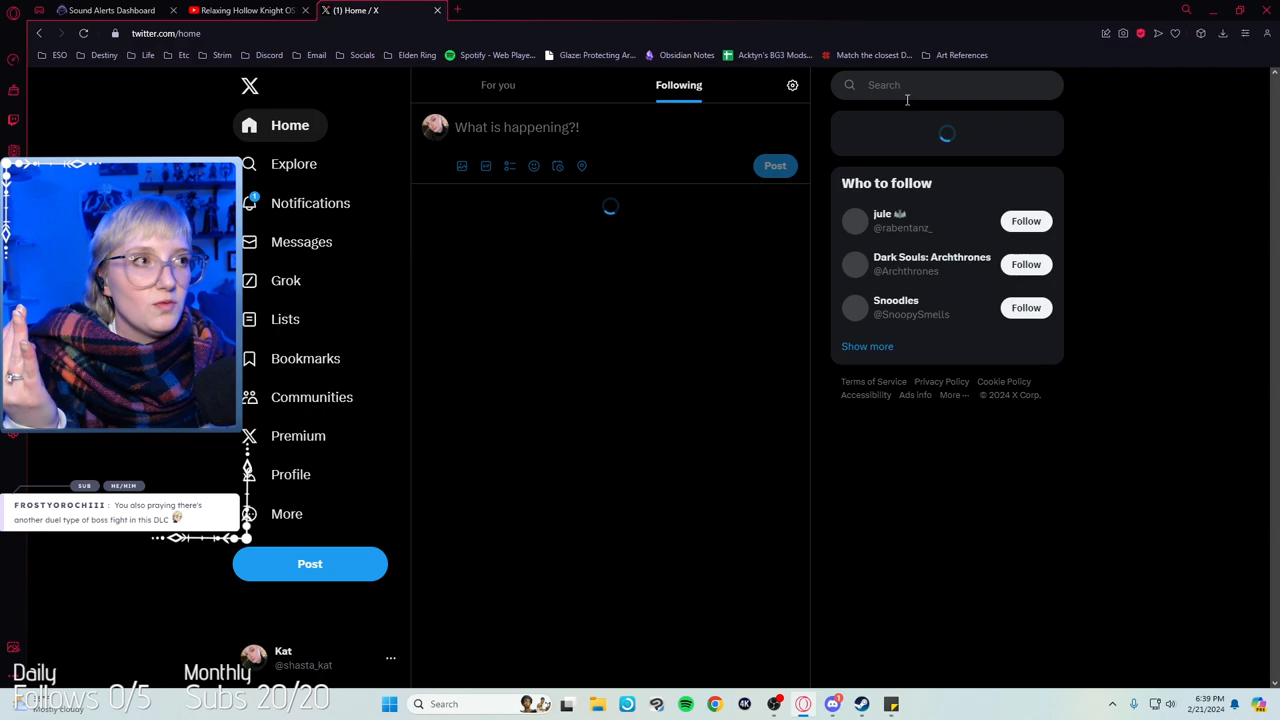 Sound Alerts Dashboard
Relaxing Hollow Knight OS
(1) Home / X
twitter.com/home
ESO
Destiny
Life
Etc
Strim
Discord
Email
Socials
Elden Ring
Spotify - Web Playe...
Glaze: Protecting Ar...
Obsidian Notes
Acktyn's BG3 Mods...
Match the closest D...
Art References
Home
Explore
Notifications
1
Messages
Grok
Lists
Bookmarks
Communities
Premium
Profile
More
Post
Kat
@shasta_kat
For you
Following
What is happening?!
Post
Search
Who to follow
jule
@rabentanz_
Follow
Dark Souls: Archthrones
@Archthrones
Follow
Snoodles
@SnoopySmells
Follow
Show more
Terms of Service Privacy Policy Cookie Policy
Accessibility Ads info More ··· © 2024 X Corp.
SUB HE/HIM
FROSTYOROCHIII : You also praying there's
another duel type of boss fight in this DLC
Daily
Follows 0/5
Monthly
Subs 20/20
Mostly cloudy
Search
4K
1
6:39 PM
2/21/2024